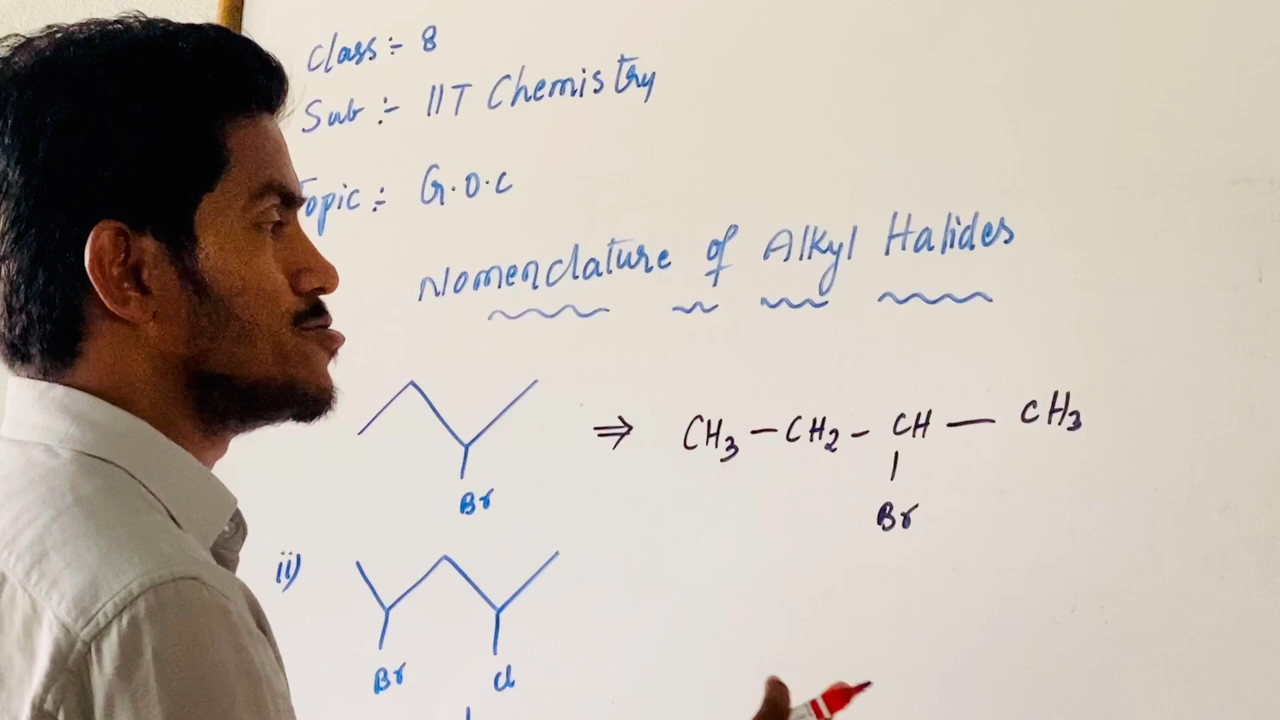 Class :- 8
Sub :- IIT Chemistry
Topic :- G.O.C
Nomenclature of Alkyl Halides
Br
⇒ CH3 - CH2 - CH - CH3
Br
ii)
Br Cl